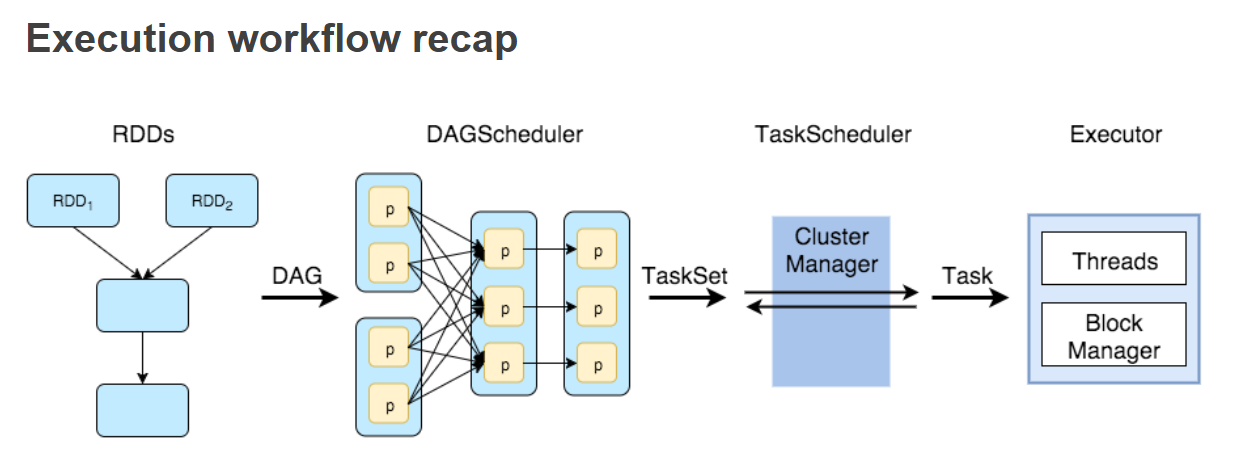 Execution workflow recap
RDDs
DAGScheduler
TaskScheduler
Executor
RDD1
RDD2
DAG
p
p
p
p
p
p
p
p
p
p
TaskSet
Cluster
Manager
Task
Threads
Block
Manager